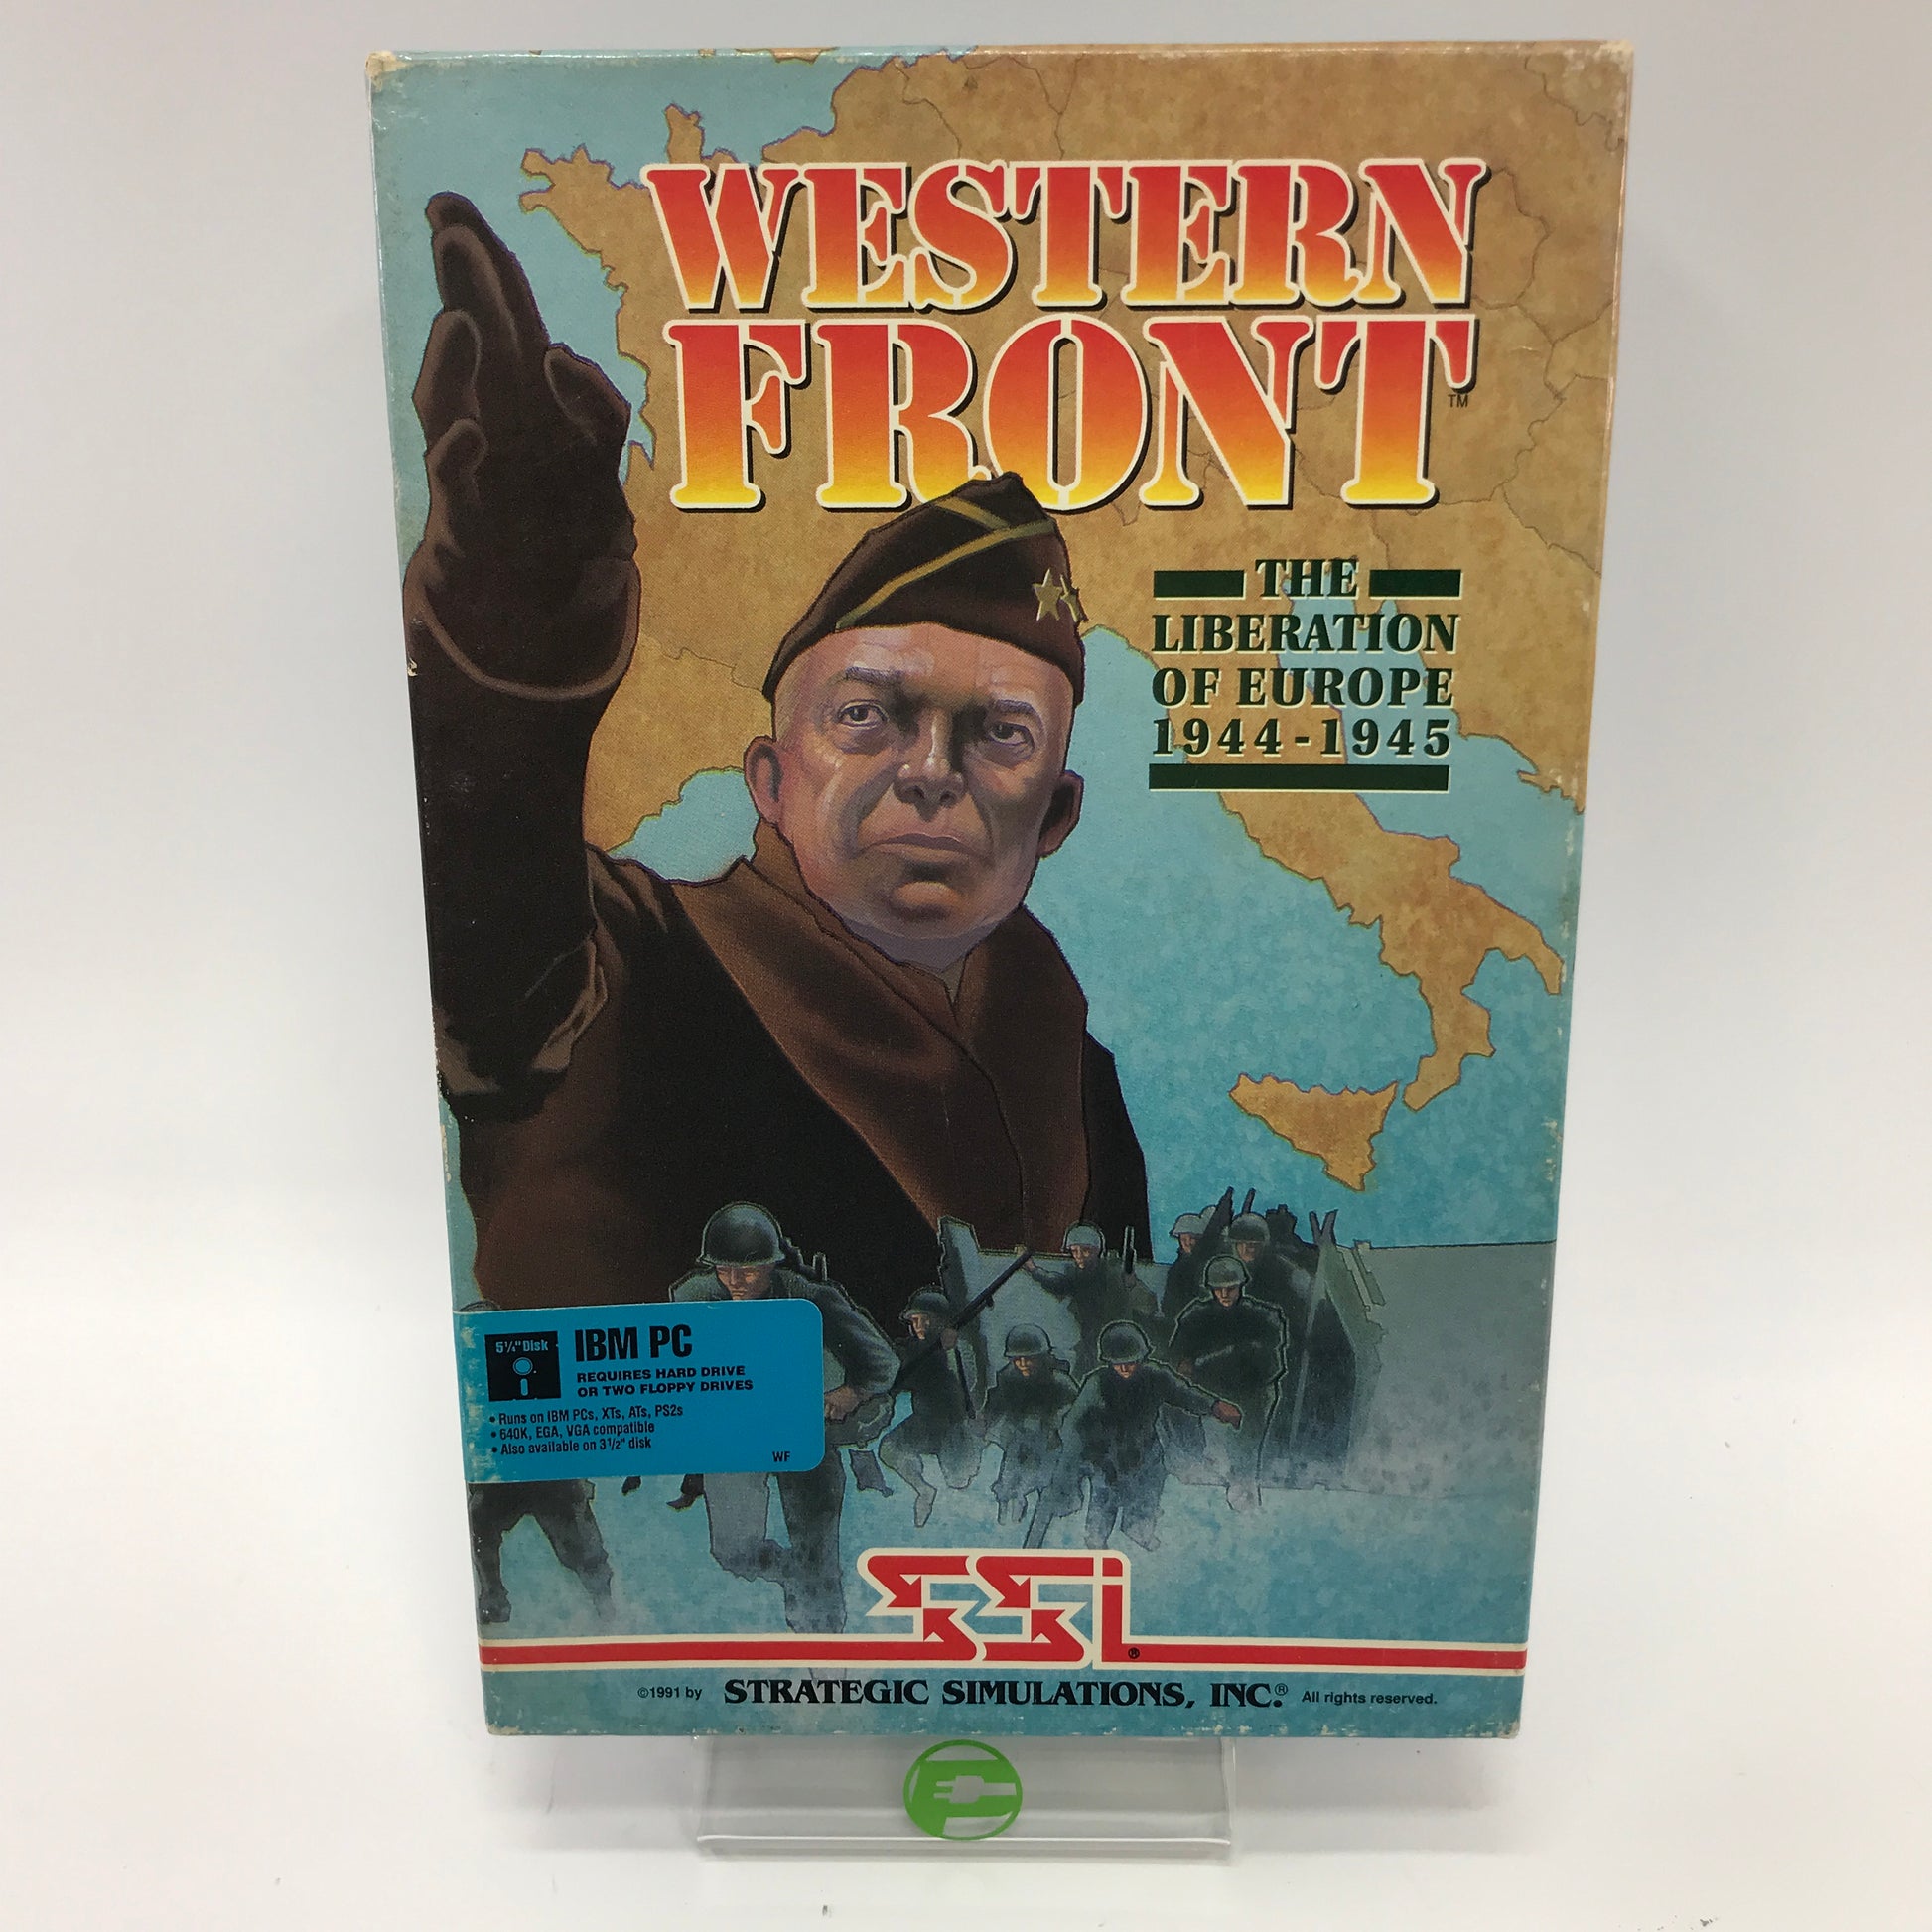 WESTERN
FRONT™
THE
LIBERATION
OF EUROPE
1944-1945
5¼" Disk
IBM PC
REQUIRES HARD DRIVE
OR TWO FLOPPY DRIVES
• Runs on IBM PCs, XTs, ATs, PS2s
• 640K, EGA, VGA compatible
• Also available on 3½" disk
WF
SSI®
©1991 by STRATEGIC SIMULATIONS, INC.® All rights reserved.